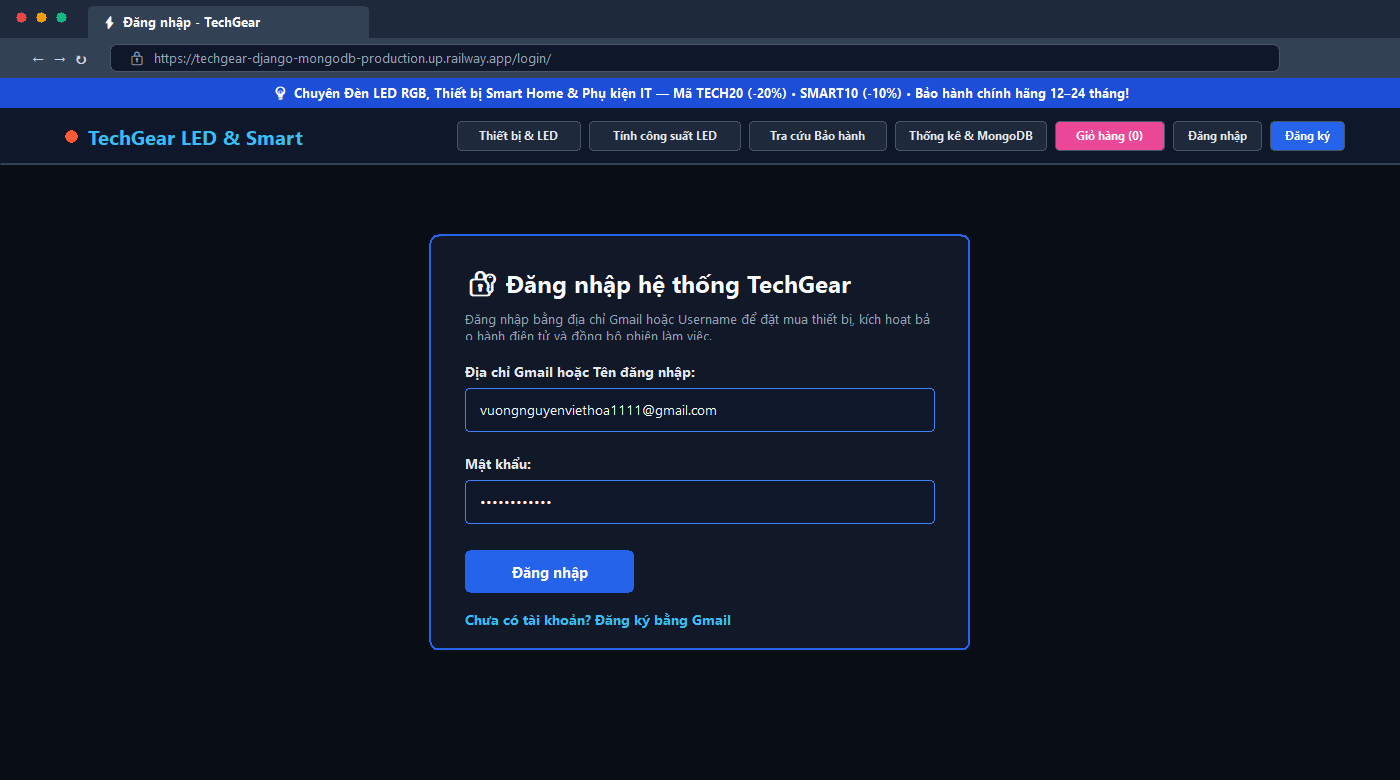 Đăng nhập - TechGear
← → ↻ https://techgear-django-mongodb-production.up.railway.app/login/
Chuyên Đèn LED RGB, Thiết bị Smart Home & Phụ kiện IT — Mã TECH20 (-20%) • SMART10 (-10%) • Bảo hành chính hãng 12–24 tháng!
TechGear LED & Smart Thiết bị & LED Tính công suất LED Tra cứu Bảo hành Thống kê & MongoDB Giỏ hàng (0) Đăng nhập Đăng ký
Đăng nhập hệ thống TechGear
Đăng nhập bằng địa chỉ Gmail hoặc Username để đặt mua thiết bị, kích hoạt bả
o hành điện tử và đồng bộ phiên làm việc.
Địa chỉ Gmail hoặc Tên đăng nhập:
vuongnguyenviethoa1111@gmail.com
Mật khẩu:
••••••••••••
Đăng nhập
Chưa có tài khoản? Đăng ký bằng Gmail